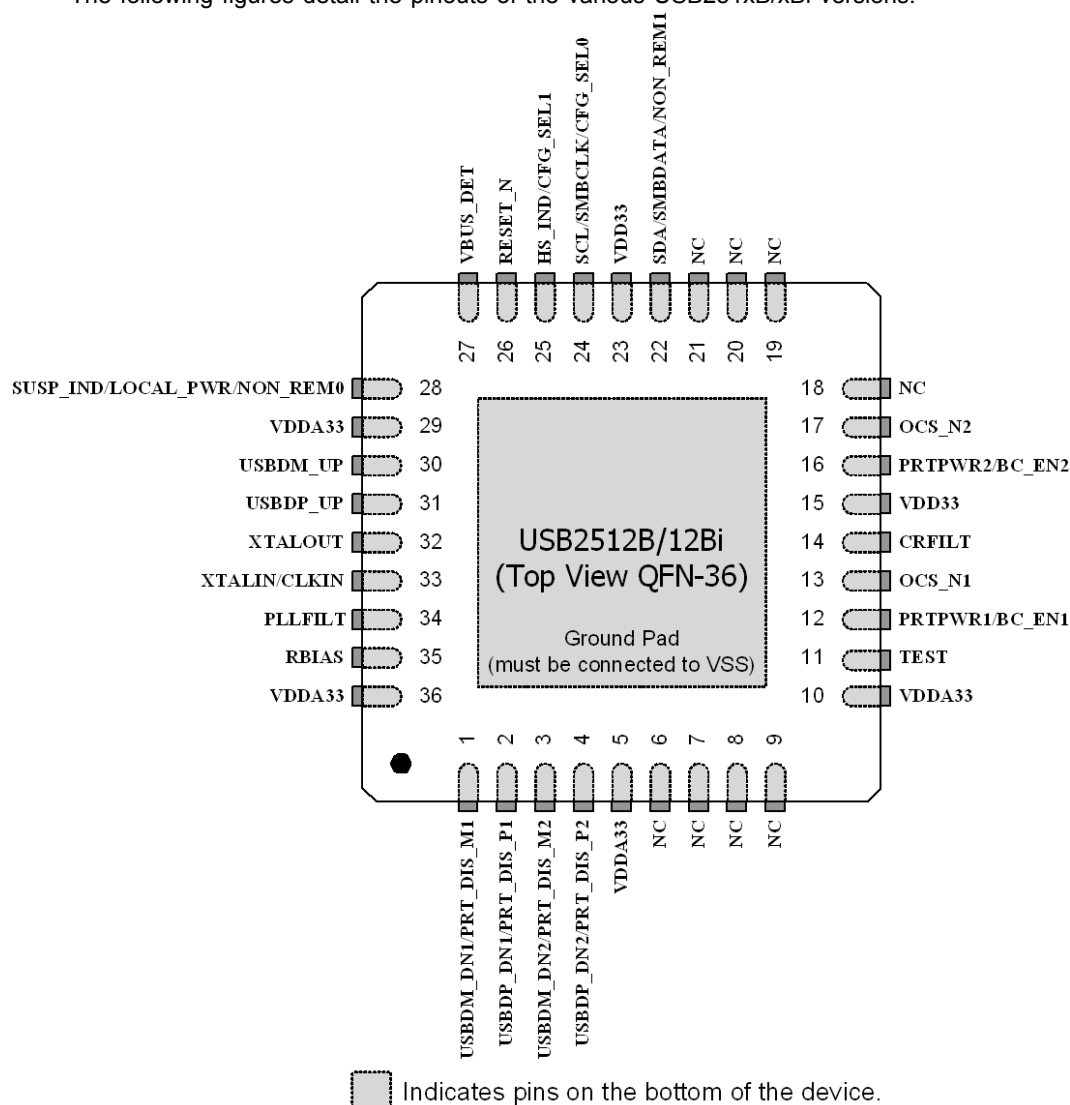 The following figures detail the pinouts of the various USB251xB/xBi versions.
VBUS_DET
RESET_N
HS_IND/CFG_SEL1
SCL/SMBCLK/CFG_SEL0
VDD33
SDA/SMBDATA/NON_REM1
NC
NC
NC
27
26
25
24
23
22
21
20
19
SUSP_IND/LOCAL_PWR/NON_REM0 28
VDDA33 29
USBDM_UP 30
USBDP_UP 31
XTALOUT 32
XTALIN/CLKIN 33
PLLFILT 34
RBIAS 35
VDDA33 36
USB2512B/12Bi
(Top View QFN-36)
Ground Pad
(must be connected to VSS)
18 NC
17 OCS_N2
16 PRTPWR2/BC_EN2
15 VDD33
14 CRFILT
13 OCS_N1
12 PRTPWR1/BC_EN1
11 TEST
10 VDDA33
1
2
3
4
5
6
7
8
9
USBDM_DN1/PRT_DIS_M1
USBDP_DN1/PRT_DIS_P1
USBDM_DN2/PRT_DIS_M2
USBDP_DN2/PRT_DIS_P2
VDDA33
NC
NC
NC
NC
Indicates pins on the bottom of the device.